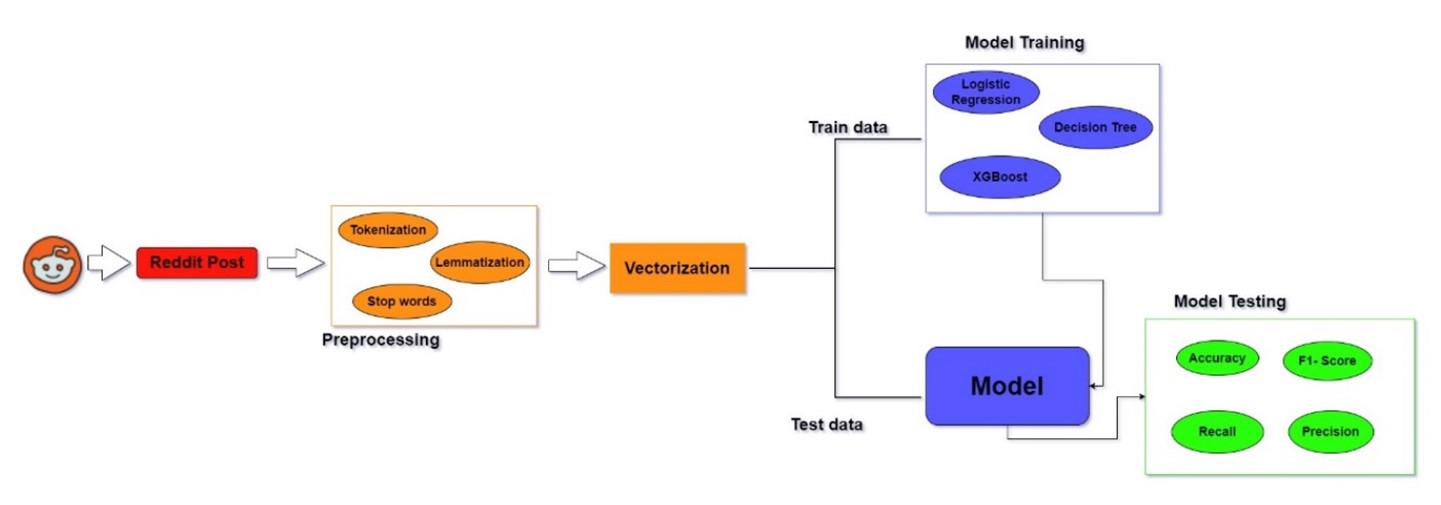 Reddit Post
Tokenization
Lemmatization
Stop words
Preprocessing
Vectorization
Train data
Test data
Model Training
Logistic
Regression
Decision Tree
XGBoost
Model
Model Testing
Accuracy
F1- Score
Recall
Precision